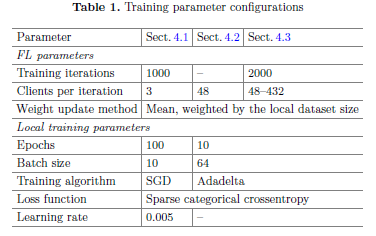 Table 1. Training parameter configurations
Parameter Sect. 4.1 Sect. 4.2 Sect. 4.3
FL parameters
Training iterations 1000 – 2000
Clients per iteration 3 48 48–432
Weight update method Mean, weighted by the local dataset size
Local training parameters
Epochs 100 10
Batch size 10 64
Training algorithm SGD Adadelta
Loss function Sparse categorical crossentropy
Learning rate 0.005 –